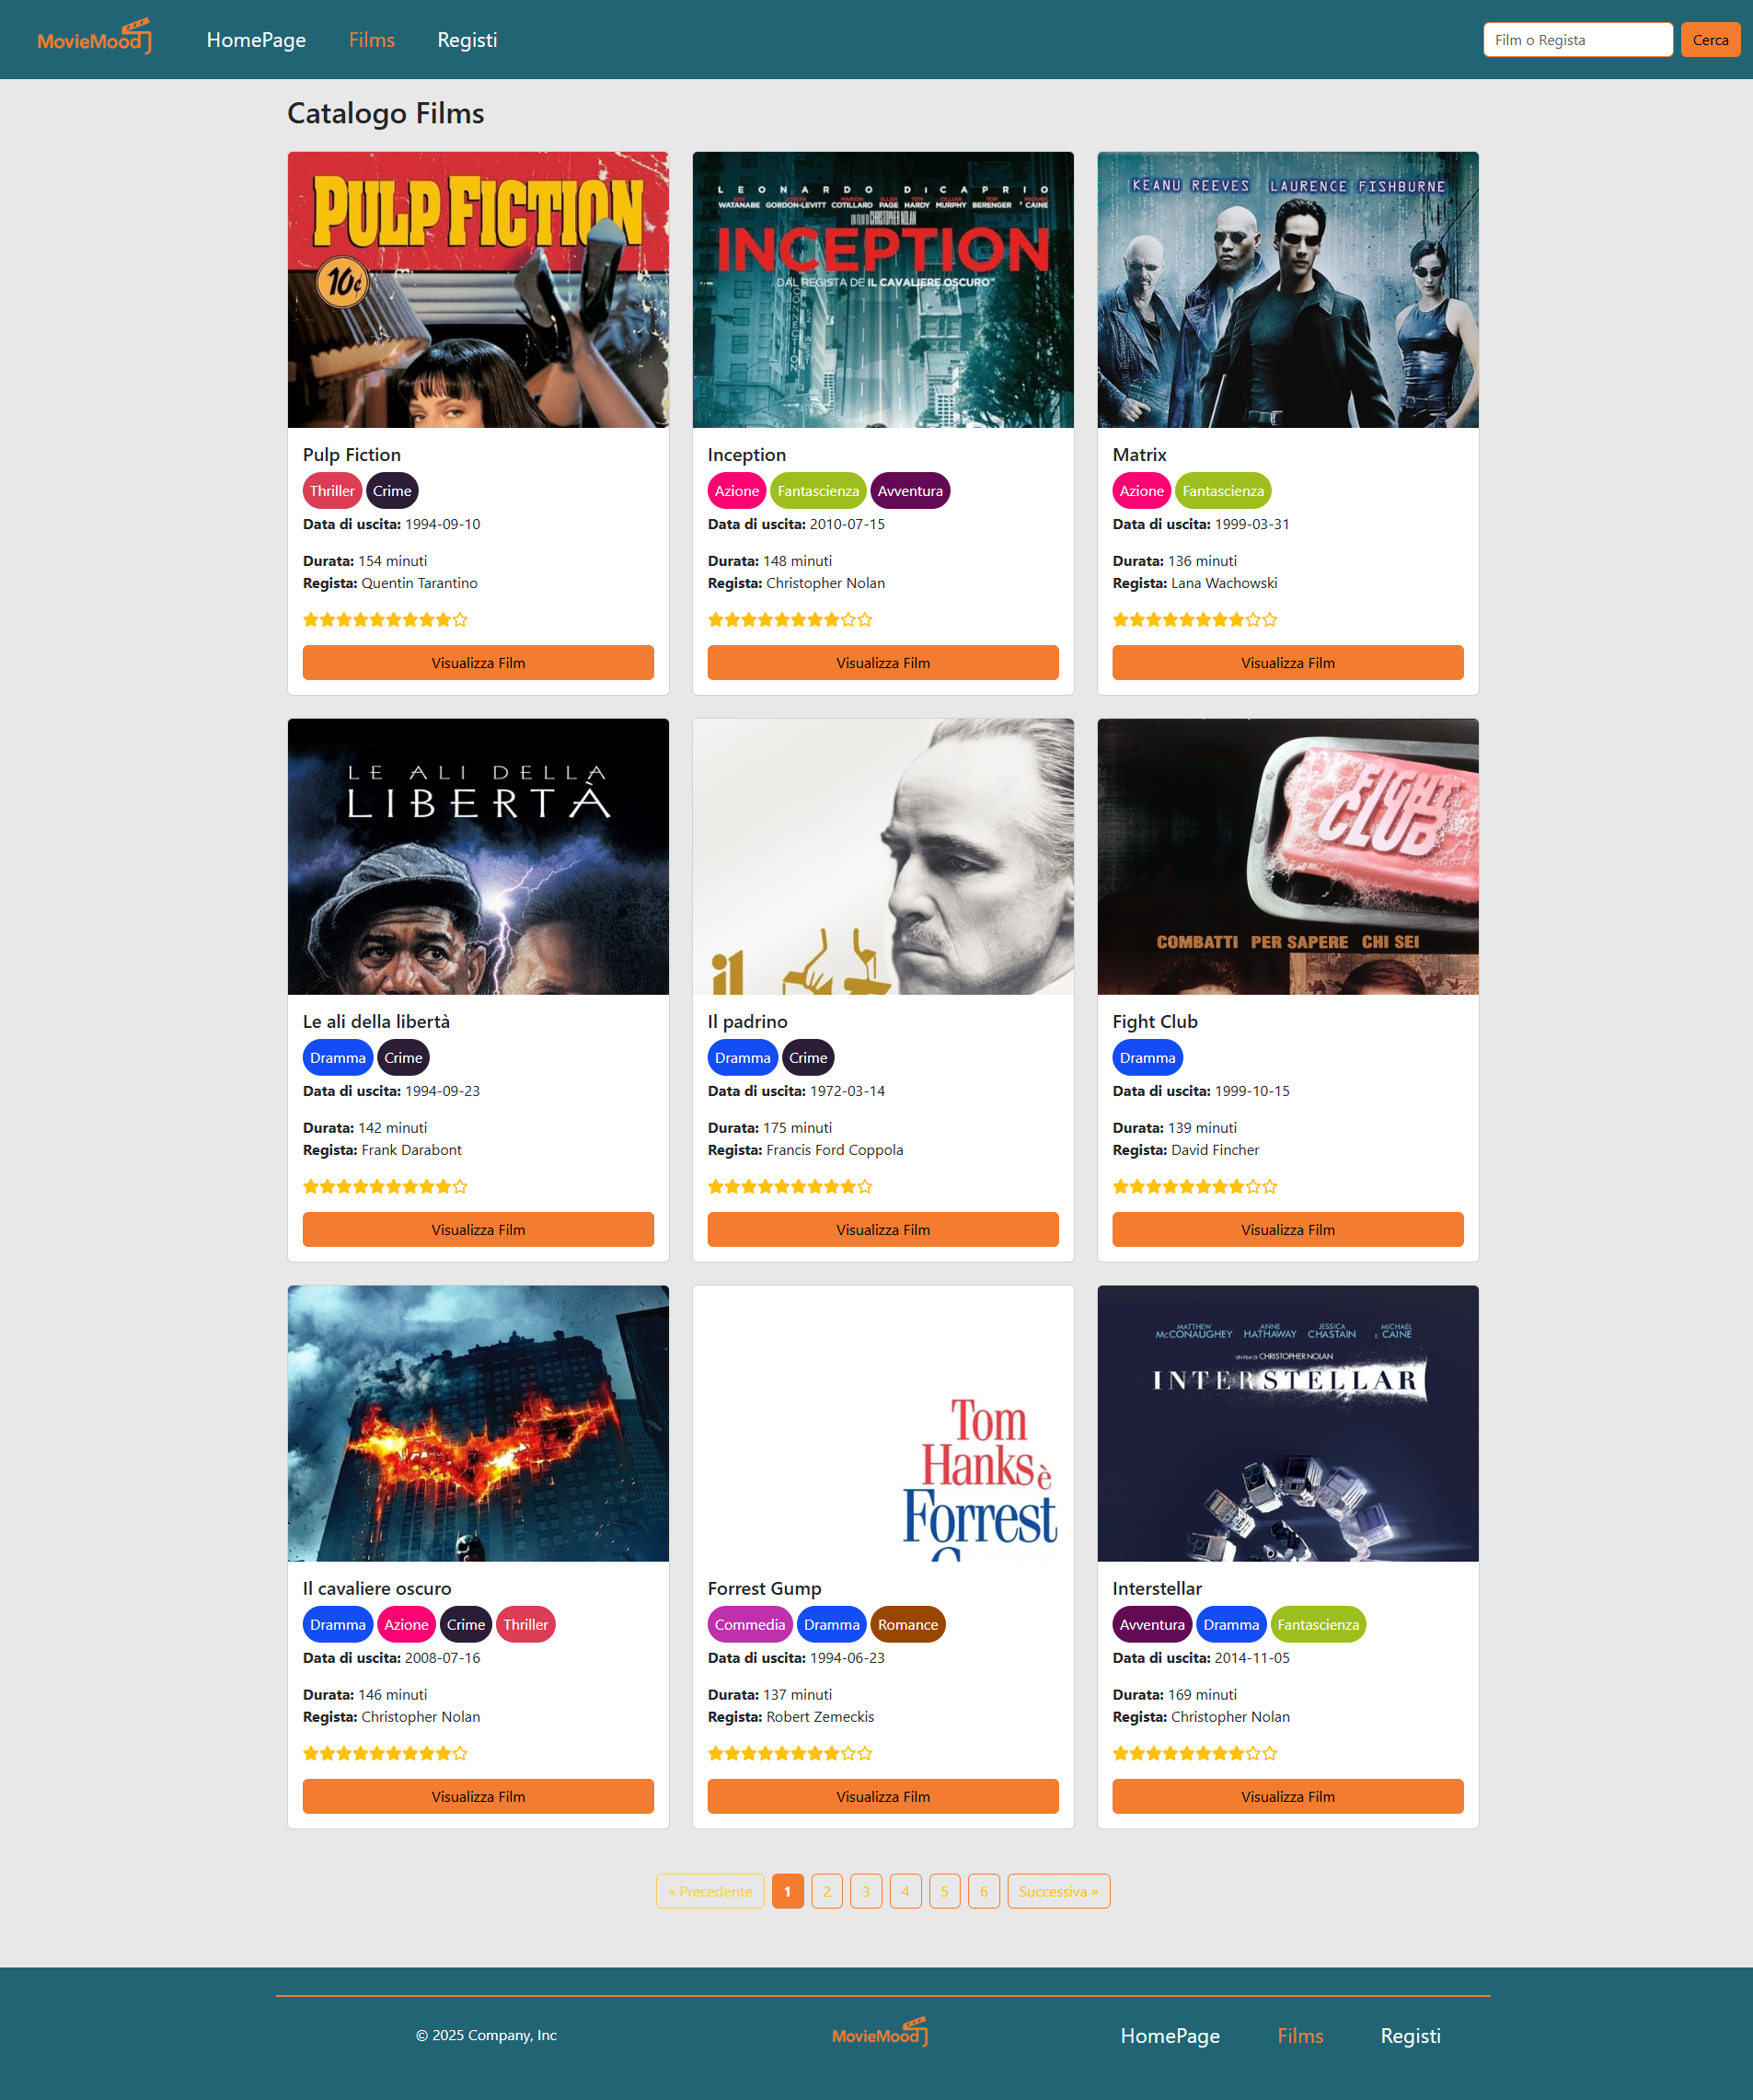 MovieMood
HomePage
Films
Registi
Film o Regista
Cerca
Catalogo Films
PULP FICTION
10¢
LEONARDO DiCAPRIO
WATANABE GORDON-LEVITT COTILLARD PAGE HARDY MURPHY BERENGER CAINE
UN FILM DI CHRISTOPHER NOLAN
INCEPTION
DAL REGISTA DE IL CAVALIERE OSCURO
KEANU REEVES LAURENCE FISHBURNE
Pulp Fiction
Thriller Crime
Data di uscita: 1994-09-10
Durata: 154 minuti
Regista: Quentin Tarantino
Visualizza Film
Inception
Azione Fantascienza Avventura
Data di uscita: 2010-07-15
Durata: 148 minuti
Regista: Christopher Nolan
Visualizza Film
Matrix
Azione Fantascienza
Data di uscita: 1999-03-31
Durata: 136 minuti
Regista: Lana Wachowski
Visualizza Film
LE ALI DELLA
LIBERTÀ
il
FIGHT
CLUB
COMBATTI PER SAPERE CHI SEI
Le ali della libertà
Dramma Crime
Data di uscita: 1994-09-23
Durata: 142 minuti
Regista: Frank Darabont
Visualizza Film
Il padrino
Dramma Crime
Data di uscita: 1972-03-14
Durata: 175 minuti
Regista: Francis Ford Coppola
Visualizza Film
Fight Club
Dramma
Data di uscita: 1999-10-15
Durata: 139 minuti
Regista: David Fincher
Visualizza Film
Tom
Hanks è
Forrest
MATTHEW McCONAUGHEY
ANNE HATHAWAY
JESSICA CHASTAIN
E MICHAEL CAINE
UN FILM DI CHRISTOPHER NOLAN
INTERSTELLAR
Il cavaliere oscuro
Dramma Azione Crime Thriller
Data di uscita: 2008-07-16
Durata: 146 minuti
Regista: Christopher Nolan
Visualizza Film
Forrest Gump
Commedia Dramma Romance
Data di uscita: 1994-06-23
Durata: 137 minuti
Regista: Robert Zemeckis
Visualizza Film
Interstellar
Avventura Dramma Fantascienza
Data di uscita: 2014-11-05
Durata: 169 minuti
Regista: Christopher Nolan
Visualizza Film
« Precedente 1 2 3 4 5 6 Successiva »
© 2025 Company, Inc
MovieMood
HomePage
Films
Registi